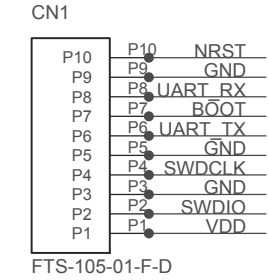 CN1
P10 P10 NRST
P9 P9 GND
P8 P8 UART_RX
P7 P7 BOOT
P6 P6 UART_TX
P5 P5 GND
P4 P4 SWDCLK
P3 P3 GND
P2 P2 SWDIO
P1 P1 VDD
FTS-105-01-F-D